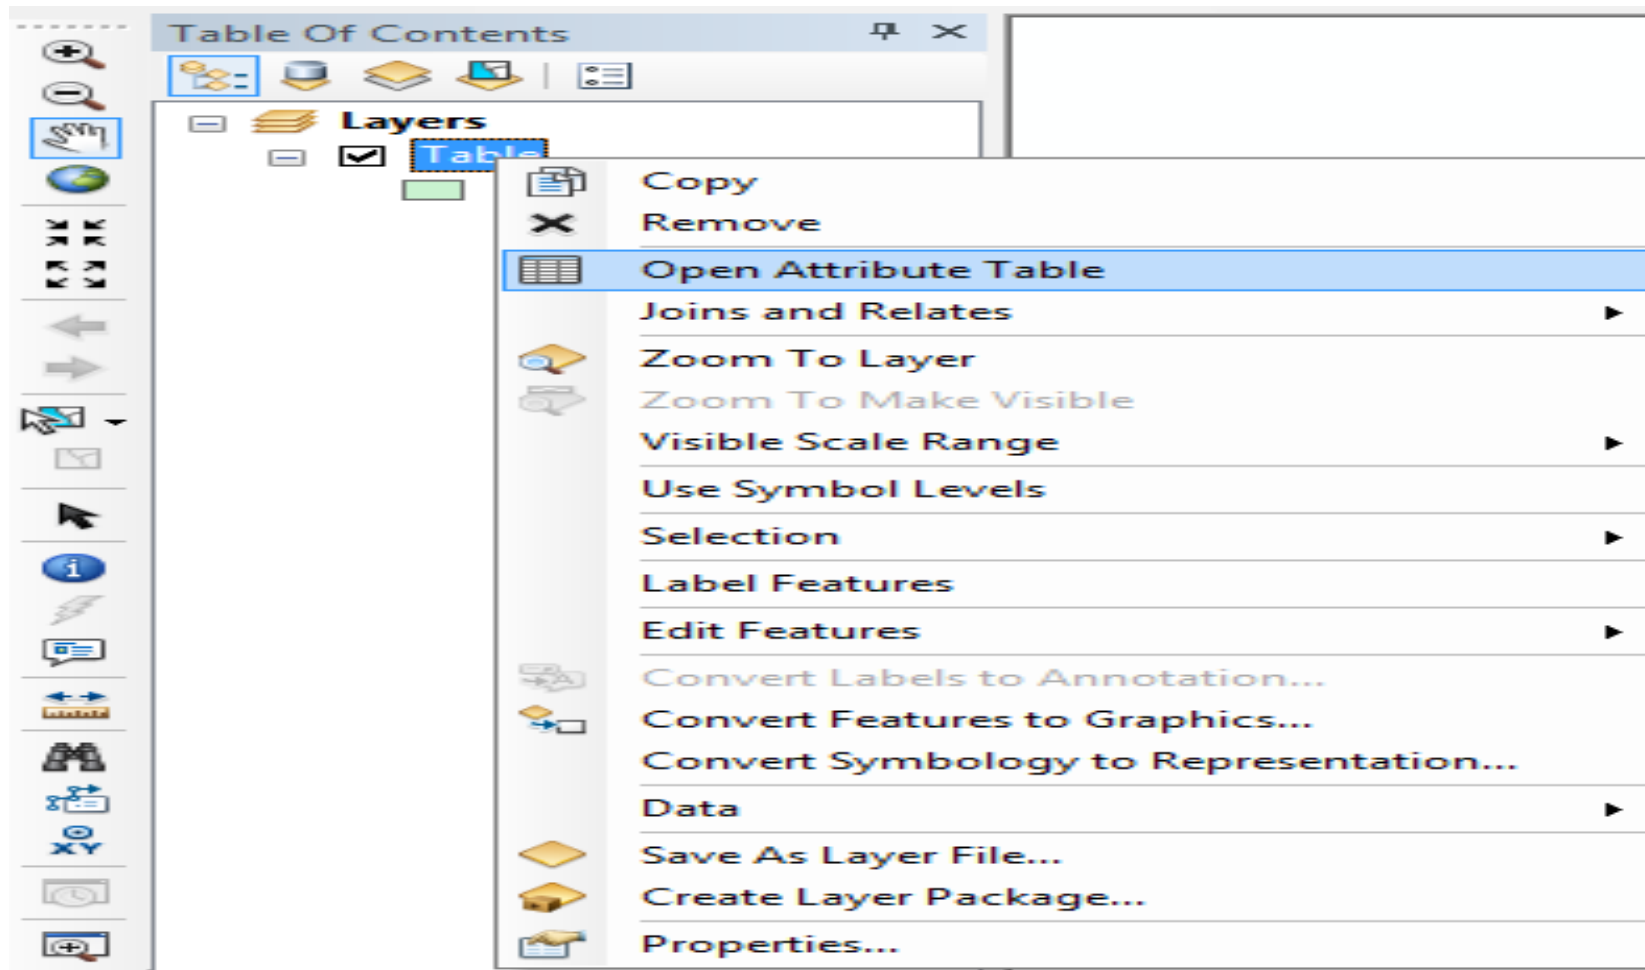 Table Of Contents
Layers
Table
Copy
Remove
Open Attribute Table
Joins and Relates
Zoom To Layer
Zoom To Make Visible
Visible Scale Range
Use Symbol Levels
Selection
Label Features
Edit Features
Convert Labels to Annotation...
Convert Features to Graphics...
Convert Symbology to Representation...
Data
Save As Layer File...
Create Layer Package...
Properties...
XY